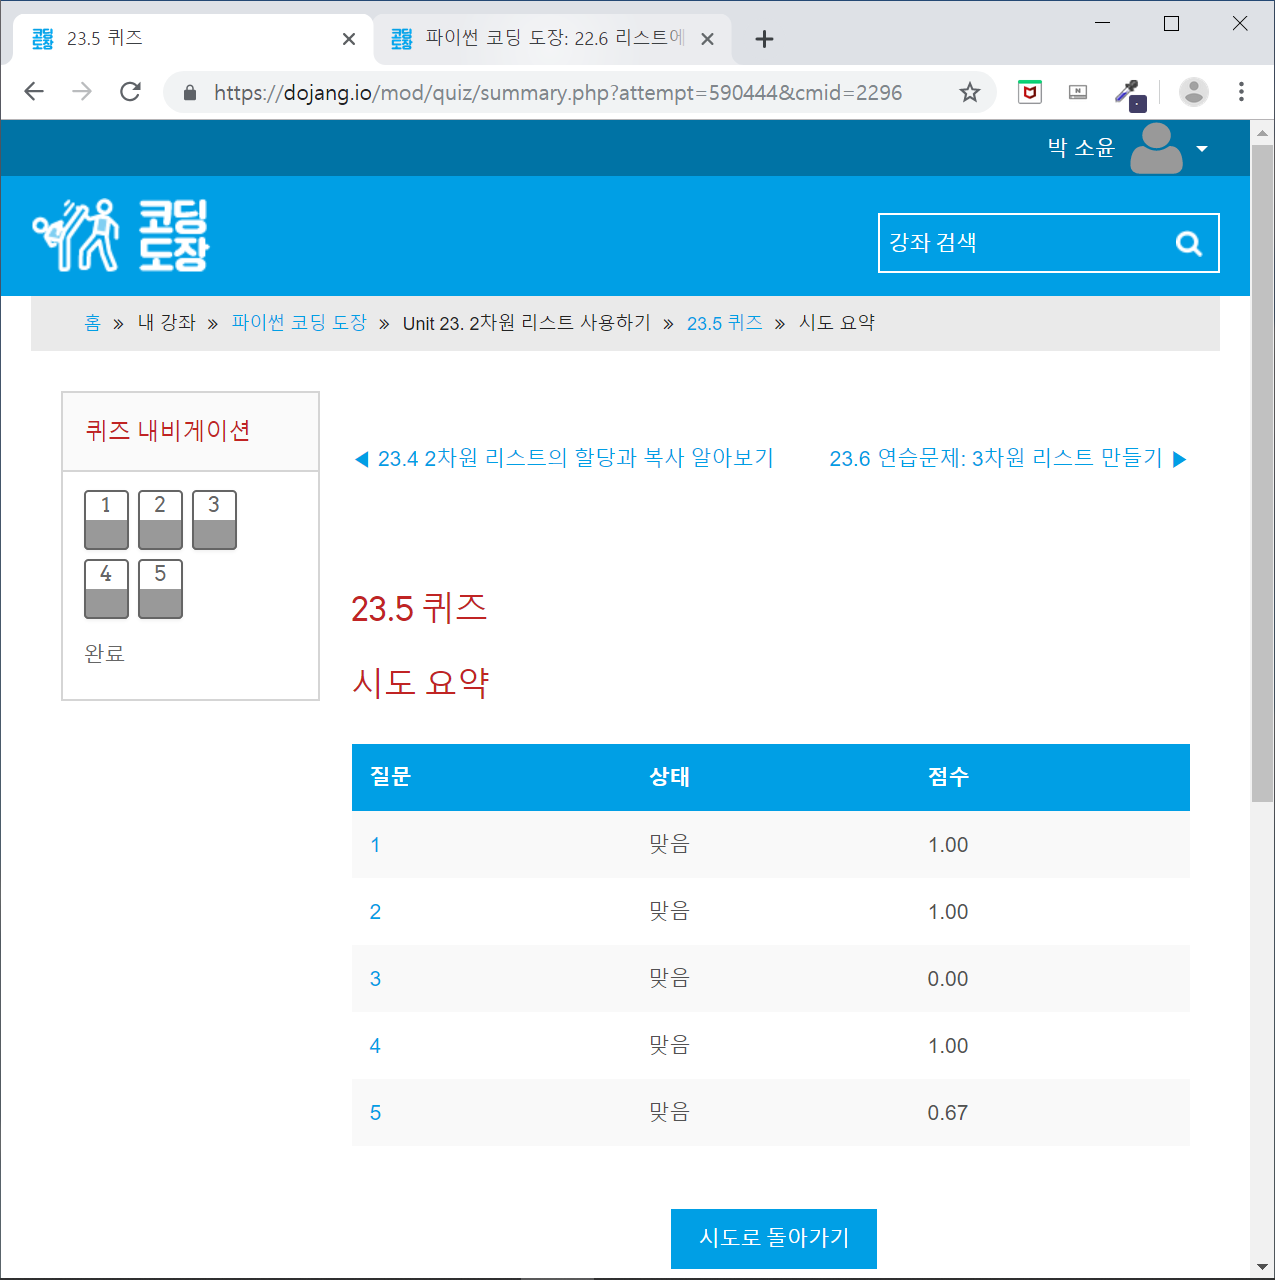 23.5 퀴즈
파이썬 코딩 도장: 22.6 리스트에
https://dojang.io/mod/quiz/summary.php?attempt=590444&cmid=2296
박 소윤
코딩
도장
강좌 검색
홈 » 내 강좌 » 파이썬 코딩 도장 » Unit 23. 2차원 리스트 사용하기 » 23.5 퀴즈 » 시도 요약
퀴즈 내비게이션
1 2 3
4 5
완료
◀ 23.4 2차원 리스트의 할당과 복사 알아보기
23.6 연습문제: 3차원 리스트 만들기 ▶
23.5 퀴즈
시도 요약
질문 상태 점수
1 맞음 1.00
2 맞음 1.00
3 맞음 0.00
4 맞음 1.00
5 맞음 0.67
시도로 돌아가기